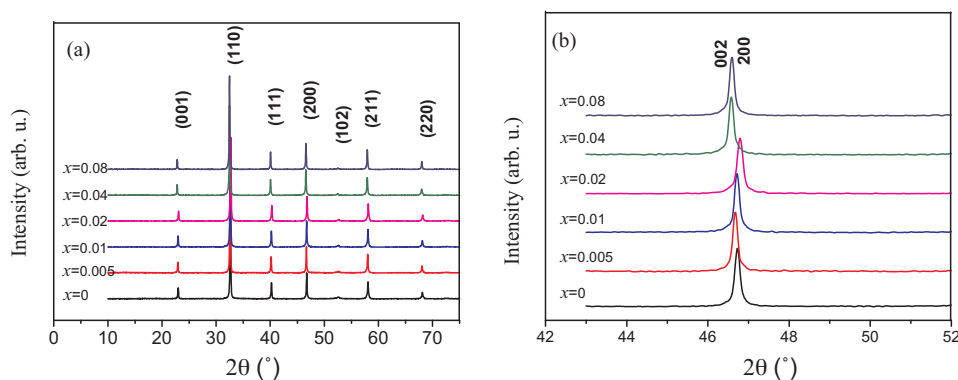 (a)
(001)
(110)
(111)
(200)
(102)
(211)
(220)
x=0.08
x=0.04
x=0.02
x=0.01
x=0.005
x=0
Intensity (arb. u.)
0 10 20 30 40 50 60 70
2θ (°)
(b)
002 200
x=0.08
x=0.04
x=0.02
x=0.01
x=0.005
x=0
Intensity (arb. u.)
42 44 46 48 50 52
2θ (°)